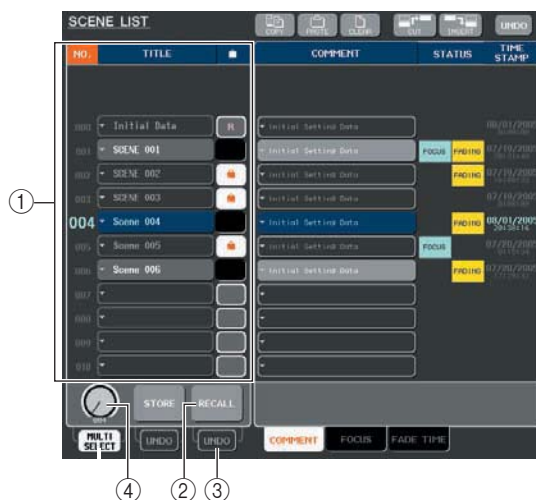 SCENE LIST
COPY PASTE CLEAR CUT INSERT UNDO
NO. TITLE COMMENT STATUS TIME STAMP
000 Initial Data R Initial Setting Data
001 SCENE 001 Initial Setting Data FOCUS FADING
002 SCENE 002 Initial Setting Data FADING
003 SCENE 003 Initial Setting Data
004 Scene 004 Initial Setting Data FADING
005 Scene 005 Initial Setting Data FOCUS
006 Scene 006 Initial Setting Data FADING
007
008
009
010
①
004 STORE RECALL
MULTI SELECT UNDO UNDO COMMENT FOCUS FADE TIME
④ ② ③